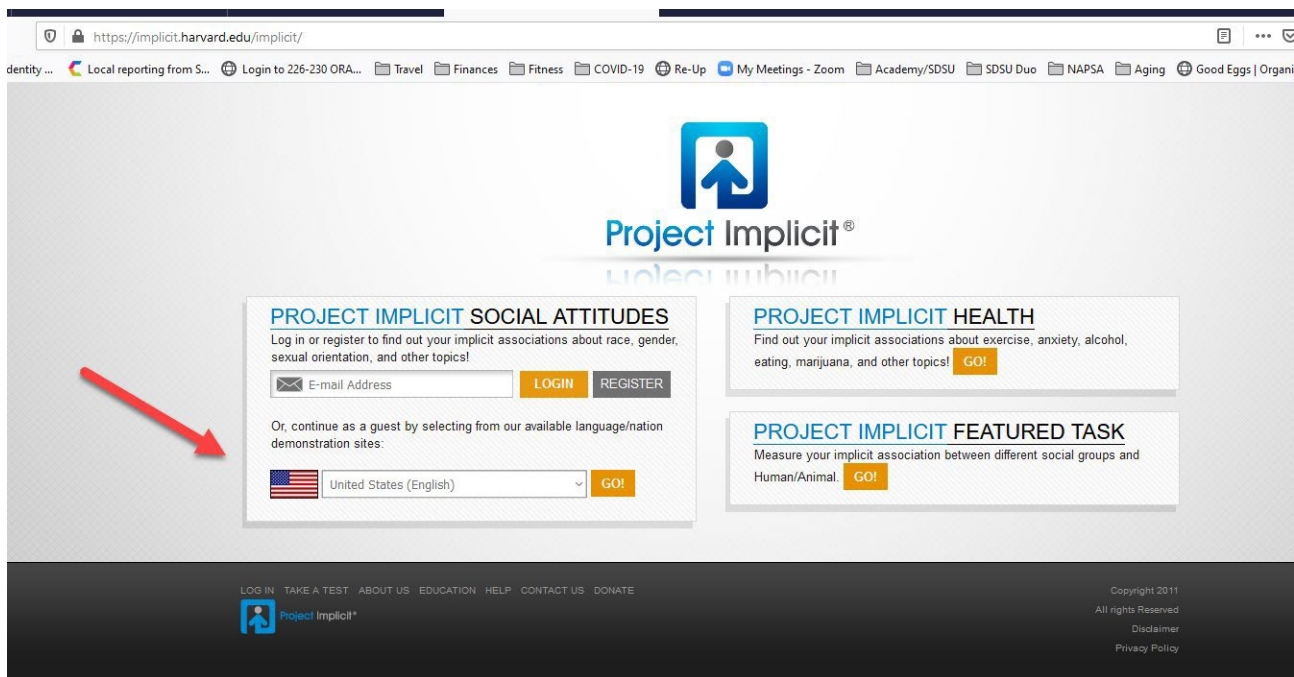 https://implicit.harvard.edu/implicit/
dentity ... Local reporting from S... Login to 226-230 ORA... Travel Finances Fitness COVID-19 Re-Up My Meetings - Zoom Academy/SDSU SDSU Duo NAPSA Aging Good Eggs | Organi
Project Implicit®
PROJECT IMPLICIT SOCIAL ATTITUDES
Log in or register to find out your implicit associations about race, gender,
sexual orientation, and other topics!
E-mail Address LOGIN REGISTER
Or, continue as a guest by selecting from our available language/nation
demonstration sites:
United States (English) GO!
PROJECT IMPLICIT HEALTH
Find out your implicit associations about exercise, anxiety, alcohol,
eating, marijuana, and other topics! GO!
PROJECT IMPLICIT FEATURED TASK
Measure your implicit association between different social groups and
Human/Animal. GO!
LOG IN TAKE A TEST ABOUT US EDUCATION HELP CONTACT US DONATE
Project Implicit®
Copyright 2011
All rights Reserved
Disclaimer
Privacy Policy